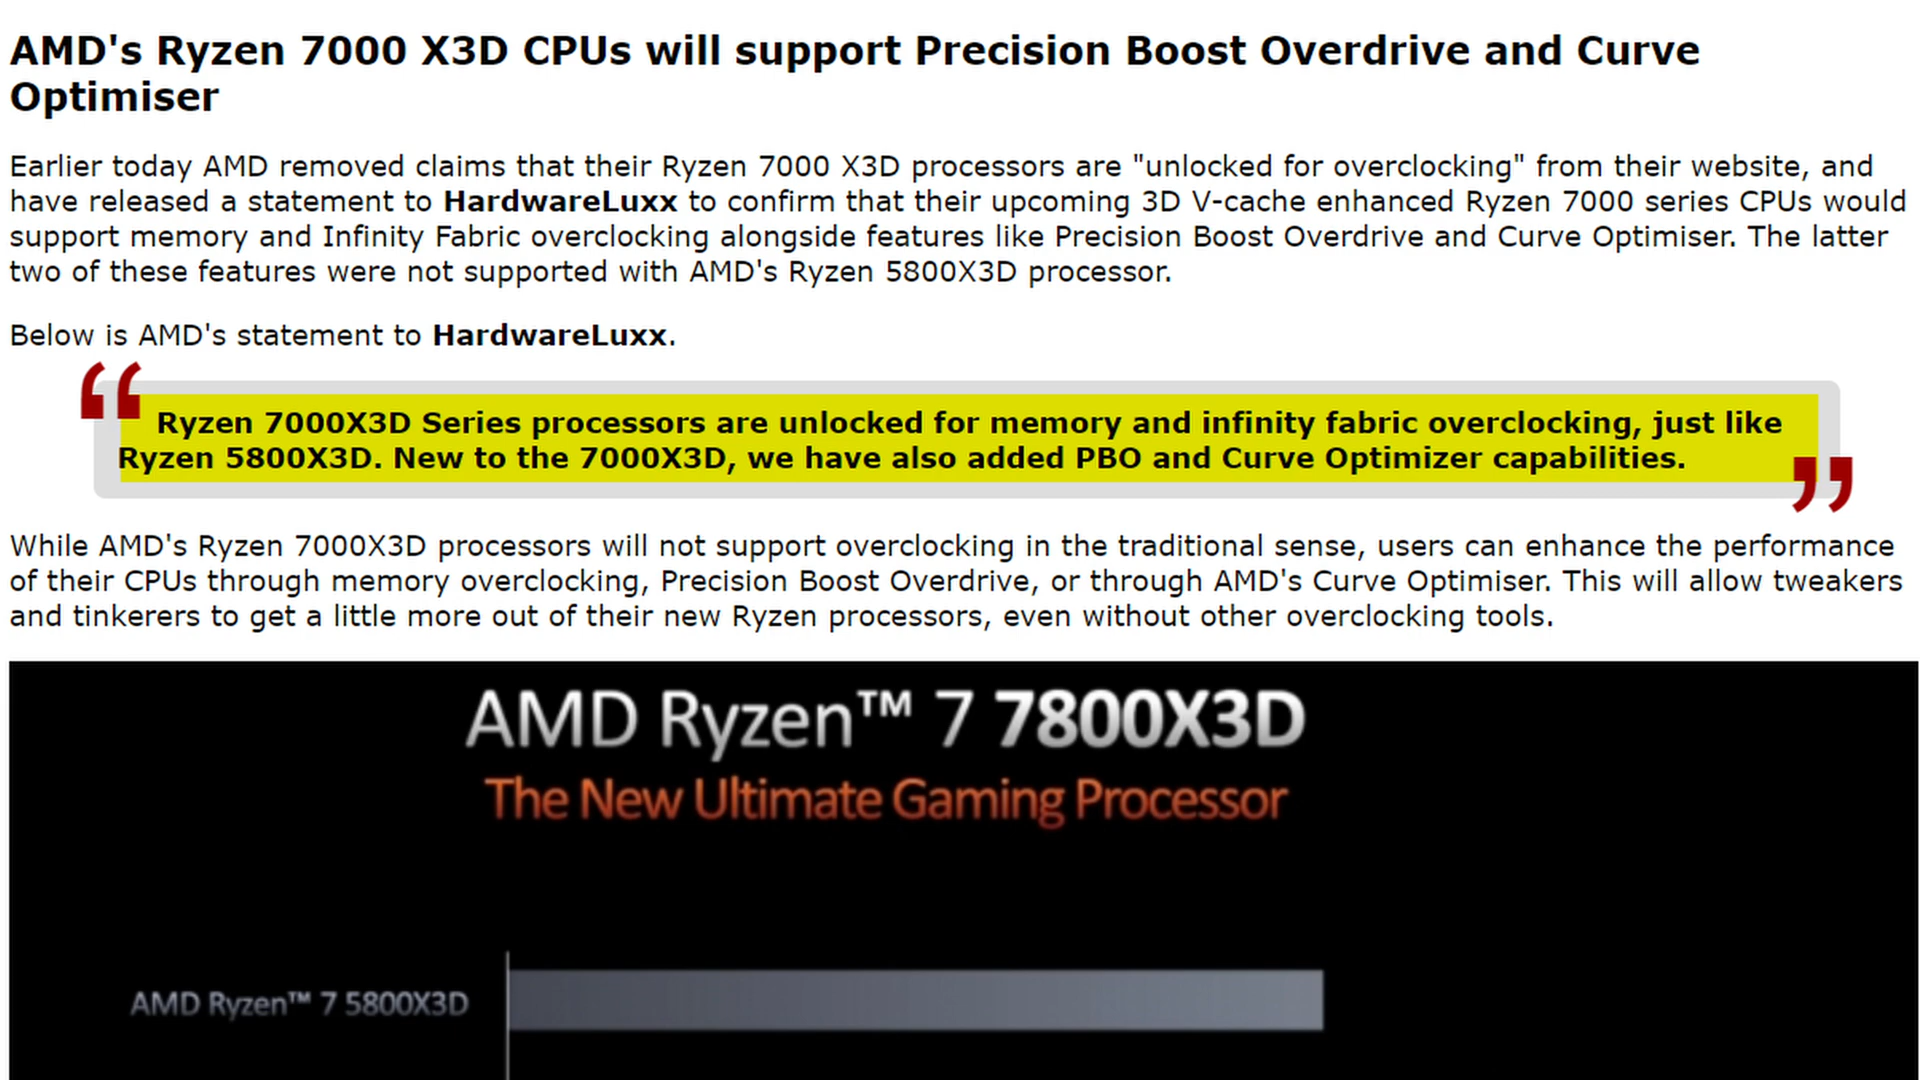 AMD's Ryzen 7000 X3D CPUs will support Precision Boost Overdrive and Curve
Optimiser
Earlier today AMD removed claims that their Ryzen 7000 X3D processors are "unlocked for overclocking" from their website, and
have released a statement to HardwareLuxx to confirm that their upcoming 3D V-cache enhanced Ryzen 7000 series CPUs would
support memory and Infinity Fabric overclocking alongside features like Precision Boost Overdrive and Curve Optimiser. The latter
two of these features were not supported with AMD's Ryzen 5800X3D processor.
Below is AMD's statement to HardwareLuxx.
“ Ryzen 7000X3D Series processors are unlocked for memory and infinity fabric overclocking, just like
Ryzen 5800X3D. New to the 7000X3D, we have also added PBO and Curve Optimizer capabilities. ”
While AMD's Ryzen 7000X3D processors will not support overclocking in the traditional sense, users can enhance the performance
of their CPUs through memory overclocking, Precision Boost Overdrive, or through AMD's Curve Optimiser. This will allow tweakers
and tinkerers to get a little more out of their new Ryzen processors, even without other overclocking tools.
AMD Ryzen™ 7 7800X3D
The New Ultimate Gaming Processor
AMD Ryzen™ 7 5800X3D